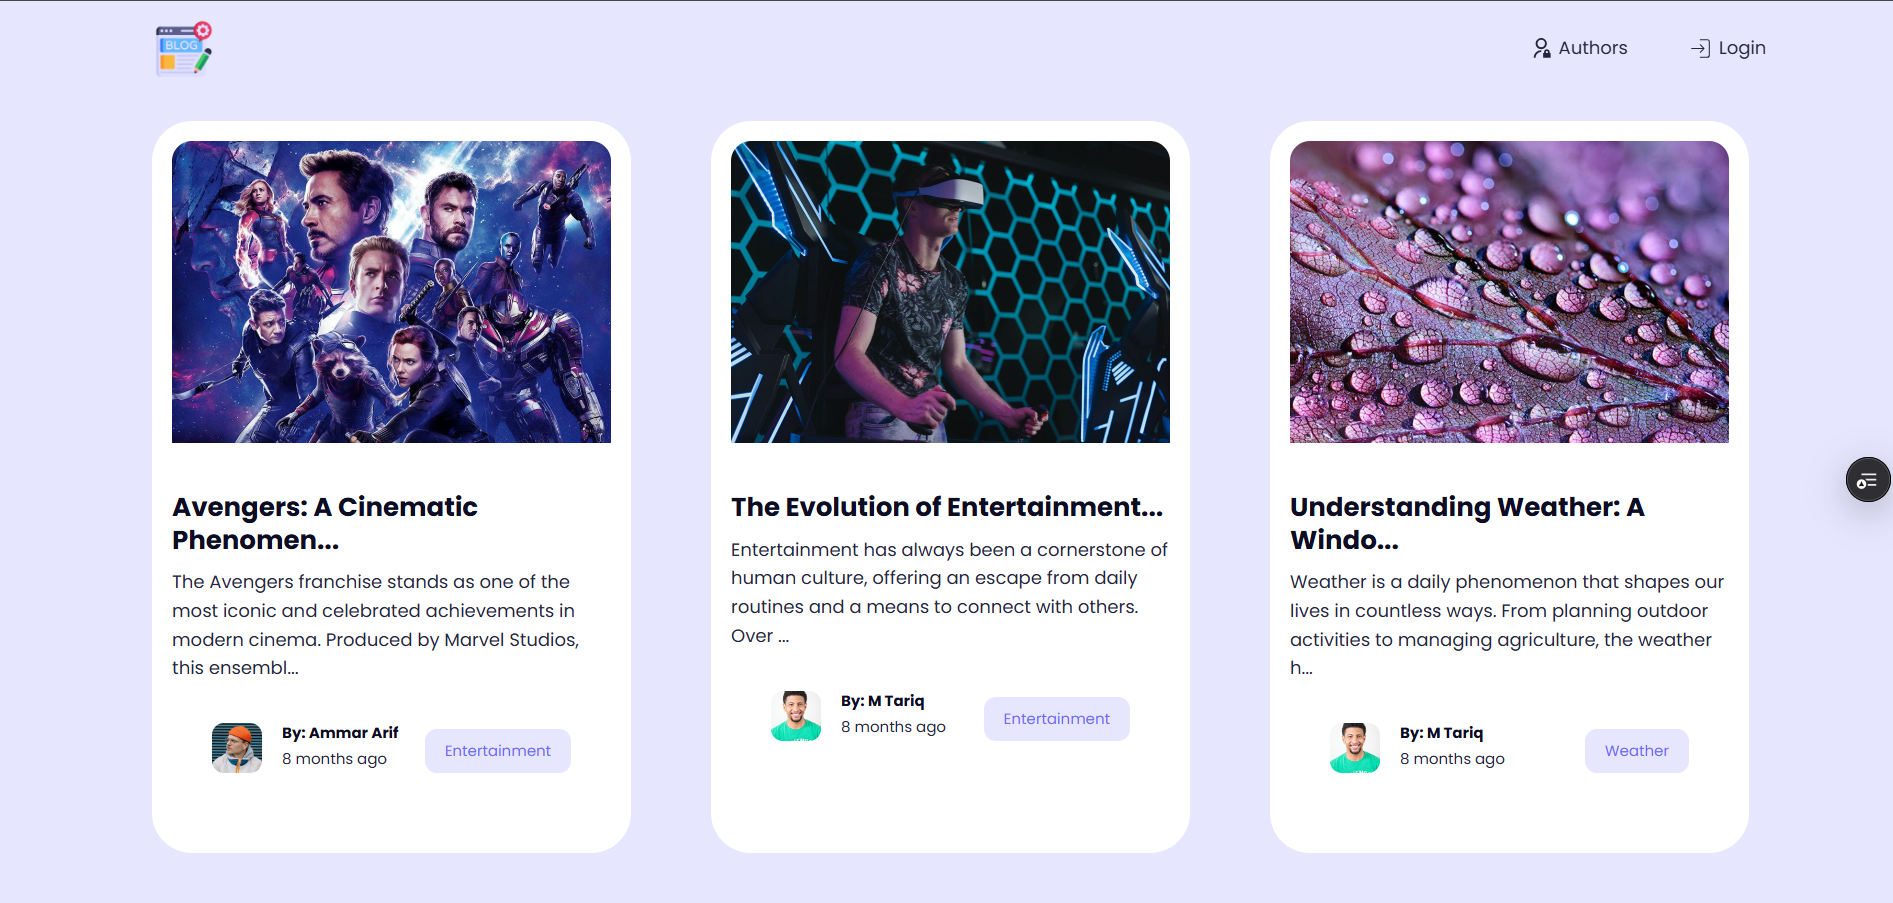 BLOG
Authors
Login
Avengers: A Cinematic
Phenomen...
The Avengers franchise stands as one of the
most iconic and celebrated achievements in
modern cinema. Produced by Marvel Studios,
this ensembl...
By: Ammar Arif
8 months ago
Entertainment
The Evolution of Entertainment...
Entertainment has always been a cornerstone of
human culture, offering an escape from daily
routines and a means to connect with others.
Over ...
By: M Tariq
8 months ago
Entertainment
Understanding Weather: A
Windo...
Weather is a daily phenomenon that shapes our
lives in countless ways. From planning outdoor
activities to managing agriculture, the weather
h...
By: M Tariq
8 months ago
Weather